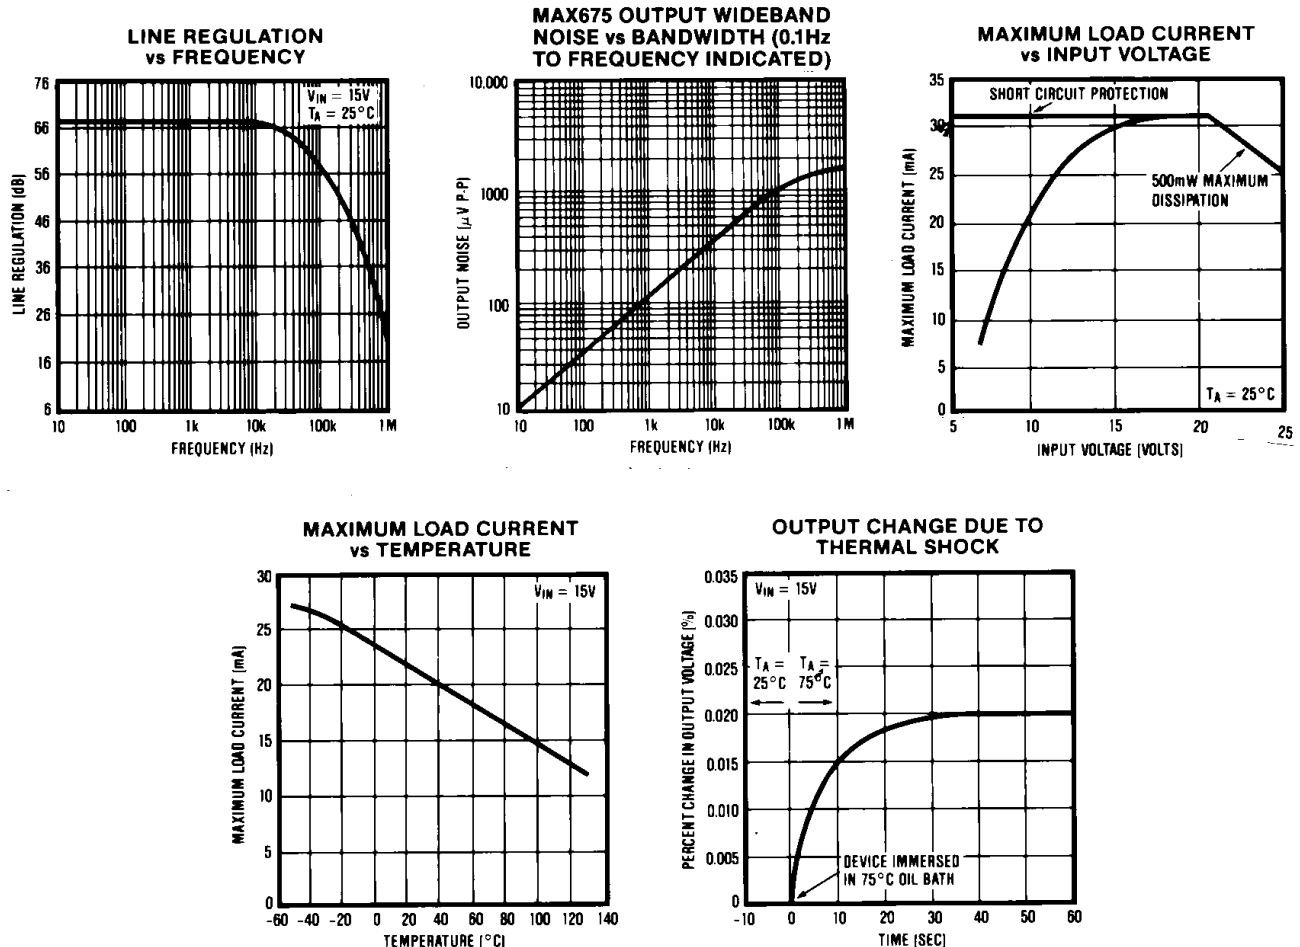 LINE REGULATION
vs FREQUENCY
76
66
56
46
36
26
16
6
LINE REGULATION (dB)
VIN = 15V
TA = 25°C
10
100
1k
10k
100k
1M
FREQUENCY (Hz)
MAX675 OUTPUT WIDEBAND
NOISE vs BANDWIDTH (0.1Hz
TO FREQUENCY INDICATED)
10.000
1000
100
10
OUTPUT NOISE (μV P-P)
10
100
1k
10k
100k
1M
FREQUENCY (Hz)
MAXIMUM LOAD CURRENT
vs INPUT VOLTAGE
35
30
25
20
15
10
5
0
MAXIMUM LOAD CURRENT (mA)
SHORT CIRCUIT PROTECTION
500mW MAXIMUM
DISSIPATION
TA = 25°C
5
10
15
20
25
INPUT VOLTAGE (VOLTS)
MAXIMUM LOAD CURRENT
vs TEMPERATURE
30
25
20
15
10
5
0
MAXIMUM LOAD CURRENT (mA)
VIN = 15V
-60
-40
-20
0
20
40
60
80
100
120
140
TEMPERATURE (°C)
OUTPUT CHANGE DUE TO
THERMAL SHOCK
0.035
0.030
0.025
0.020
0.015
0.010
0.005
0
PERCENT CHANGE IN OUTPUT VOLTAGE (%)
VIN = 15V
TA =
25°C
TA =
75°C
DEVICE IMMERSED
IN 75°C OIL BATH
-10
0
10
20
30
40
50
60
TIME (SEC)